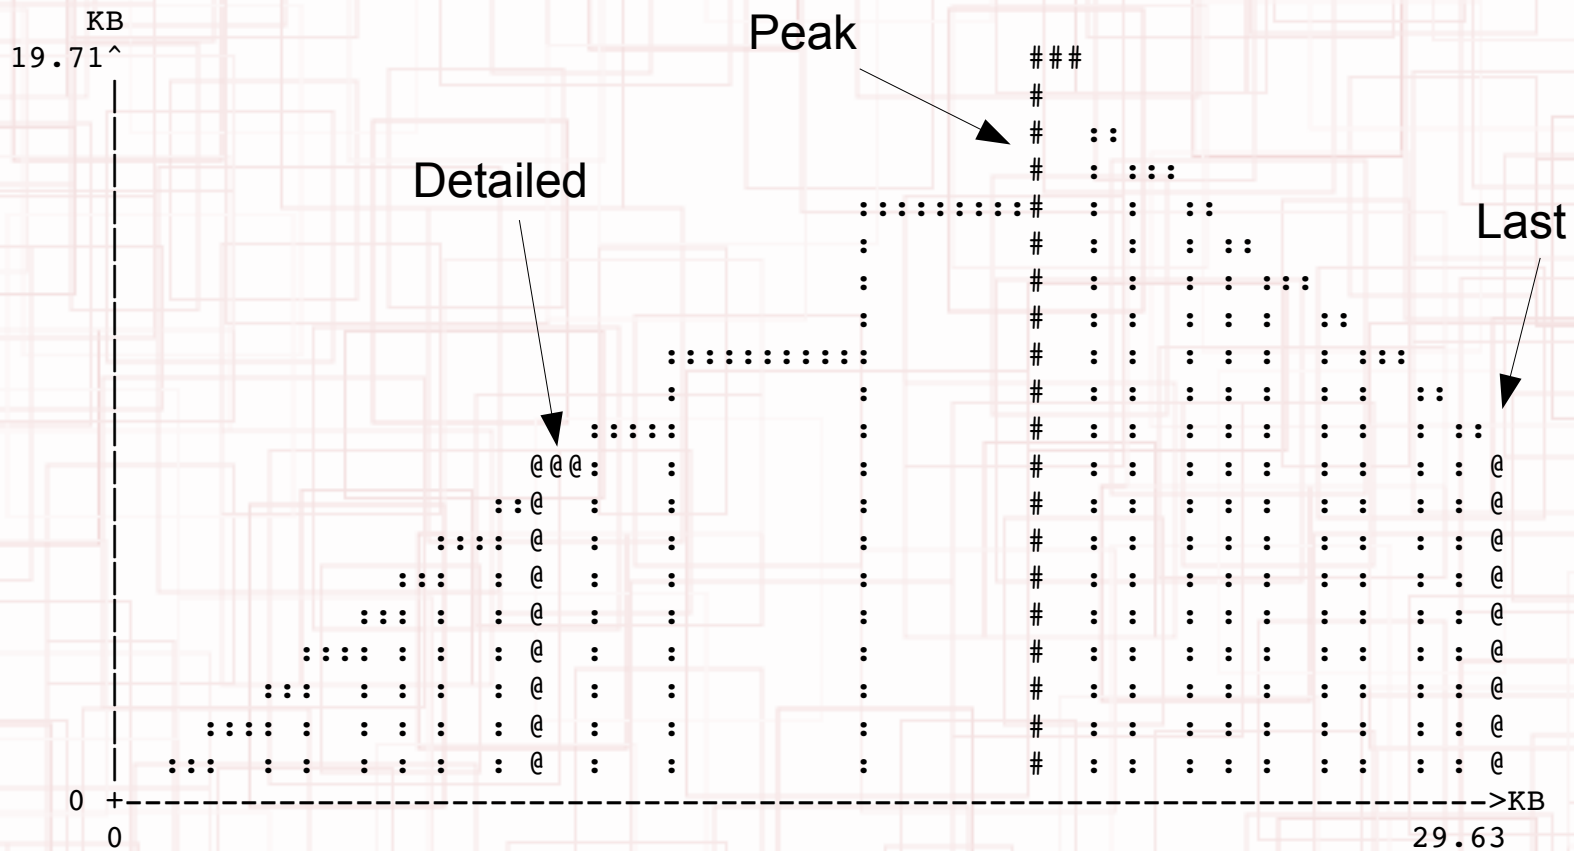 KB
19.71^                                               ###
     |                                               #
     |                                               #  ::
     |                                               #  : :::
     |                                      :::::::::#  : :  ::
     |                                      :        #  : :  : ::
     |                                      :        #  : :  : : :::
     |                                      :        #  : :  : : :  ::
     |                            :::::::::::        #  : :  : : :  : :::
     |                            :         :        #  : :  : : :  : :  ::
     |                        :::::         :        #  : :  : : :  : :  : ::
     |                     @@@:   :         :        #  : :  : : :  : :  : : @
     |                   ::@  :   :         :        #  : :  : : :  : :  : : @
     |                :::: @  :   :         :        #  : :  : : :  : :  : : @
     |              :::  : @  :   :         :        #  : :  : : :  : :  : : @
     |            ::: :  : @  :   :         :        #  : :  : : :  : :  : : @
     |         :::: : :  : @  :   :         :        #  : :  : : :  : :  : : @
     |       :::  : : :  : @  :   :         :        #  : :  : : :  : :  : : @
     |    :::: :  : : :  : @  :   :         :        #  : :  : : :  : :  : : @
     |  :::  : :  : : :  : @  :   :         :        #  : :  : : :  : :  : : @
   0 +----------------------------------------------------------------------->KB
     0                                                                   29.63
Peak
Detailed
Last